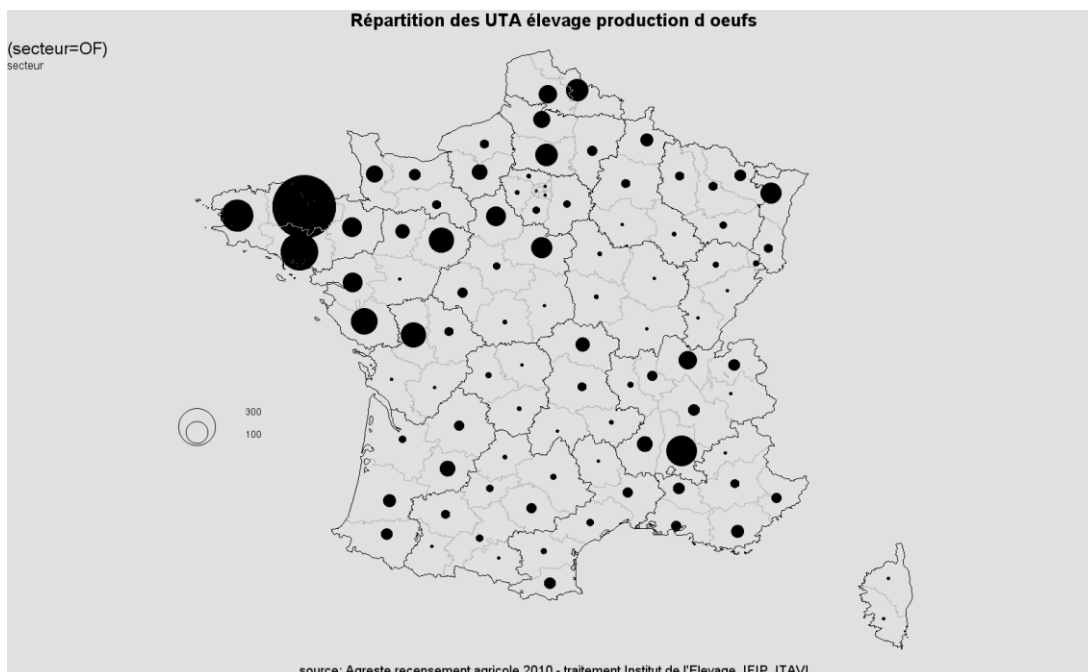 Répartition des UTA élevage production d oeufs
(secteur=OF)
secteur
300
100
source: Agreste recensement agricole 2010 - traitement Institut de l'Elevage, IFIP, ITAVI